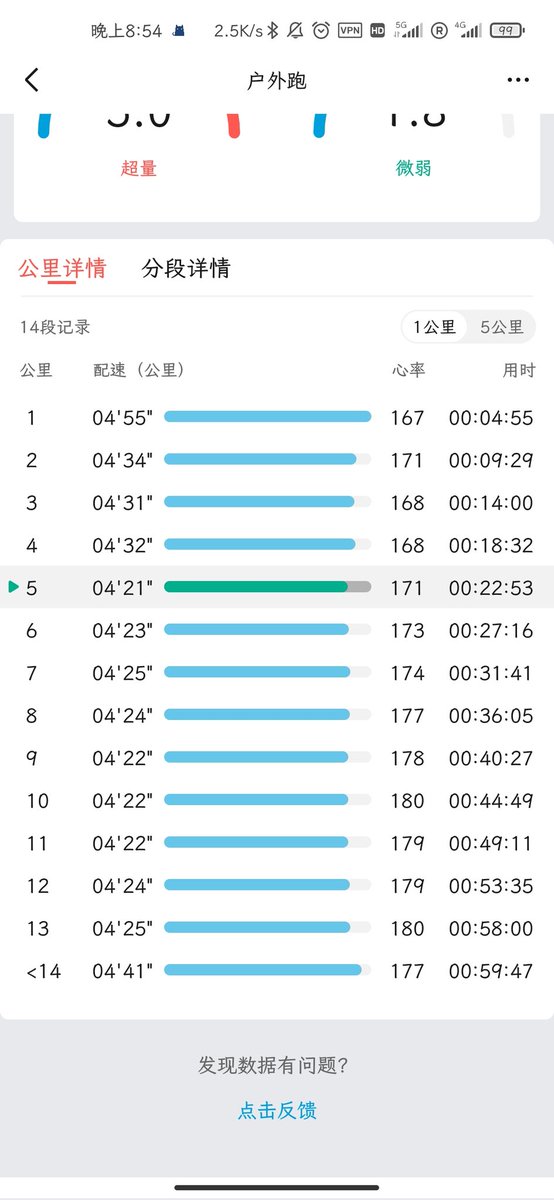 晚上8:54 2.5K/s VPN HD 5G R 4G 99
户外跑
超量 微弱
公里详情 分段详情
14段记录 1公里 5公里
公里 配速（公里） 心率 用时
1 04'55" 167 00:04:55
2 04'34" 171 00:09:29
3 04'31" 168 00:14:00
4 04'32" 168 00:18:32
5 04'21" 171 00:22:53
6 04'23" 173 00:27:16
7 04'25" 174 00:31:41
8 04'24" 177 00:36:05
9 04'22" 178 00:40:27
10 04'22" 180 00:44:49
11 04'22" 179 00:49:11
12 04'24" 179 00:53:35
13 04'25" 180 00:58:00
<14 04'41" 177 00:59:47
发现数据有问题?
点击反馈